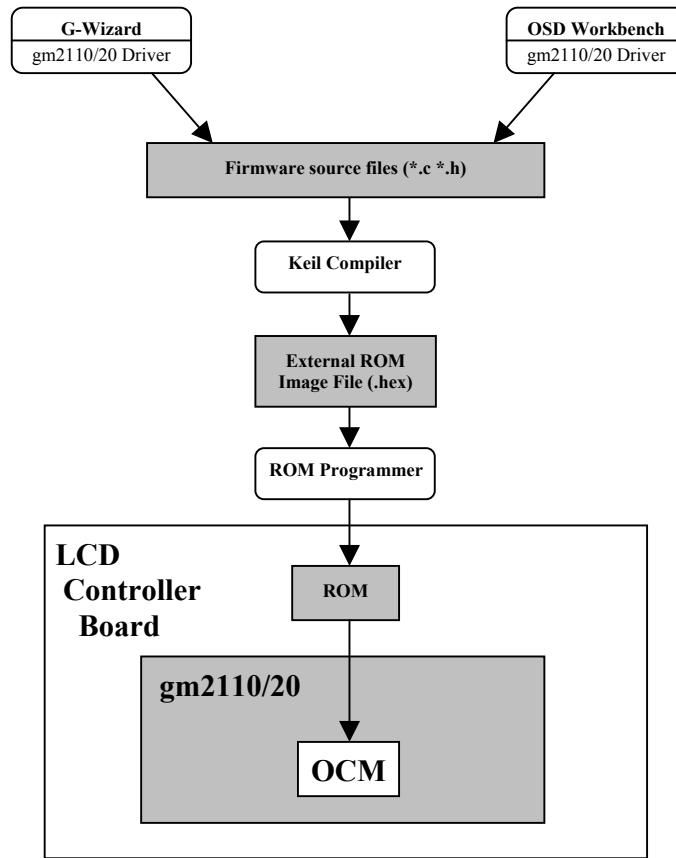 G-Wizard
gm2110/20 Driver
OSD Workbench
gm2110/20 Driver
Firmware source files (*.c *.h)
Keil Compiler
External ROM
Image File (.hex)
ROM Programmer
LCD
Controller
Board
ROM
gm2110/20
OCM